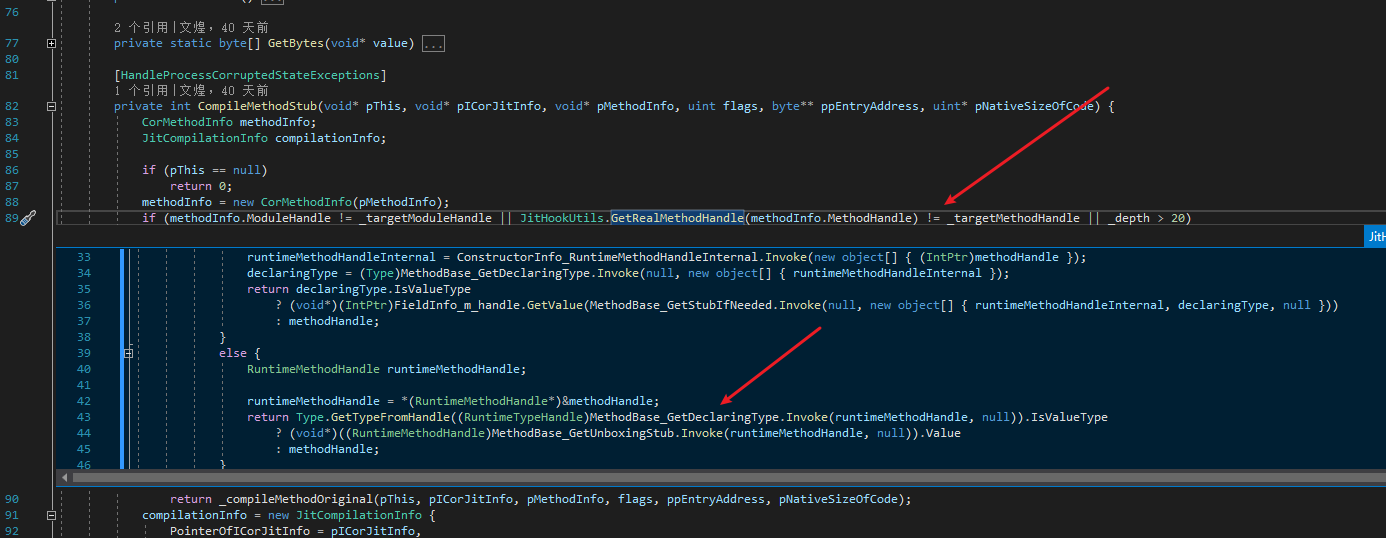 76
2 个引用|文煌，40 天前
77 private static byte[] GetBytes(void* value) ...
80
81 [HandleProcessCorruptedStateExceptions]
1 个引用|文煌，40 天前
82 private int CompileMethodStub(void* pThis, void* pICorJitInfo, void* pMethodInfo, uint flags, byte** ppEntryAddress, uint* pNativeSizeOfCode) {
83 CorMethodInfo methodInfo;
84 JitCompilationInfo compilationInfo;
85
86 if (pThis == null)
87 return 0;
88 methodInfo = new CorMethodInfo(pMethodInfo);
89 if (methodInfo.ModuleHandle != _targetModuleHandle || JitHookUtils.GetRealMethodHandle(methodInfo.MethodHandle) != _targetMethodHandle || _depth > 20)
JitH
33 runtimeMethodHandleInternal = ConstructorInfo_RuntimeMethodHandleInternal.Invoke(new object[] { (IntPtr)methodHandle });
34 declaringType = (Type)MethodBase_GetDeclaringType.Invoke(null, new object[] { runtimeMethodHandleInternal });
35 return declaringType.IsValueType
36 ? (void*)(IntPtr)FieldInfo_m_handle.GetValue(MethodBase_GetStubIfNeeded.Invoke(null, new object[] { runtimeMethodHandleInternal, declaringType, null }))
37 : methodHandle;
38 }
39 else {
40 RuntimeMethodHandle runtimeMethodHandle;
41
42 runtimeMethodHandle = *(RuntimeMethodHandle*)&methodHandle;
43 return Type.GetTypeFromHandle((RuntimeTypeHandle)MethodBase_GetDeclaringType.Invoke(runtimeMethodHandle, null)).IsValueType
44 ? (void*)((RuntimeMethodHandle)MethodBase_GetUnboxingStub.Invoke(runtimeMethodHandle, null)).Value
45 : methodHandle;
46 }
90 return _compileMethodOriginal(pThis, pICorJitInfo, pMethodInfo, flags, ppEntryAddress, pNativeSizeOfCode);
91 compilationInfo = new JitCompilationInfo {
92 PointerOfICorJitInfo = pICorJitInfo,